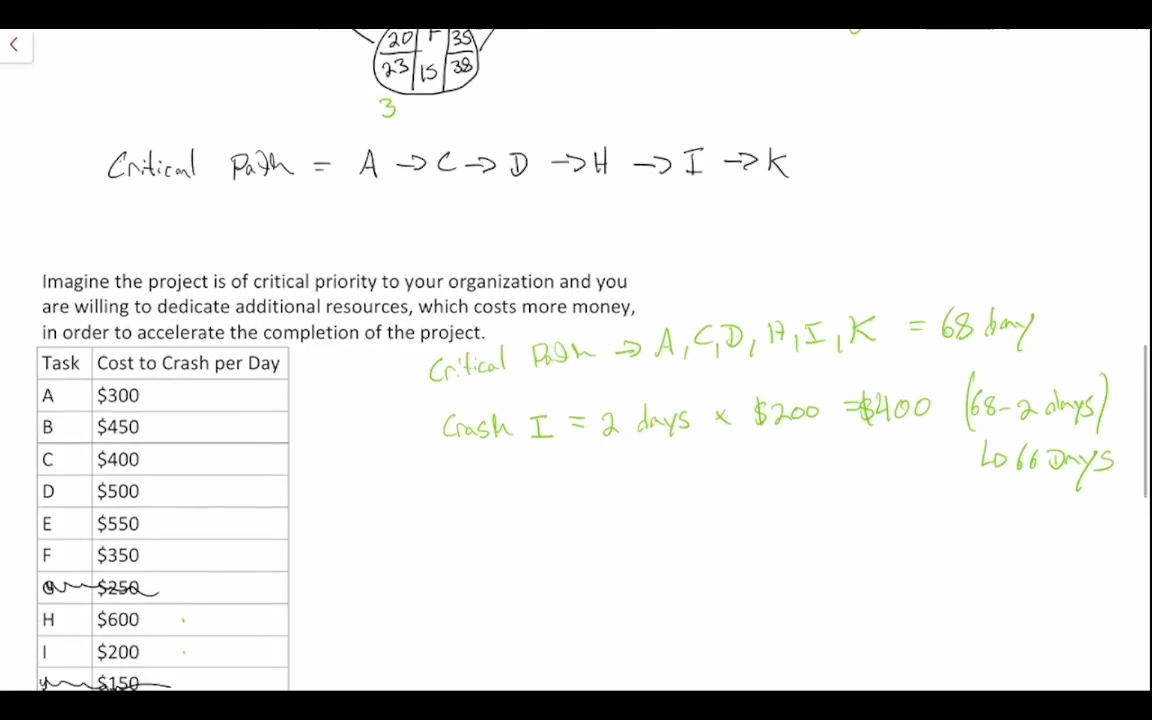 20 F 35
23 15 38
3
Critical Path = A → C → D → H → I → K
Imagine the project is of critical priority to your organization and you
are willing to dedicate additional resources, which costs more money,
in order to accelerate the completion of the project.
Critical Path → A, C, D, H, I, K = 68 Day
Crash I = 2 days × $200 = $400 (68 - 2 days)
↳ 66 Days
Task Cost to Crash per Day
A $300
B $450
C $400
D $500
E $550
F $350
$250
H $600
I $200
$150